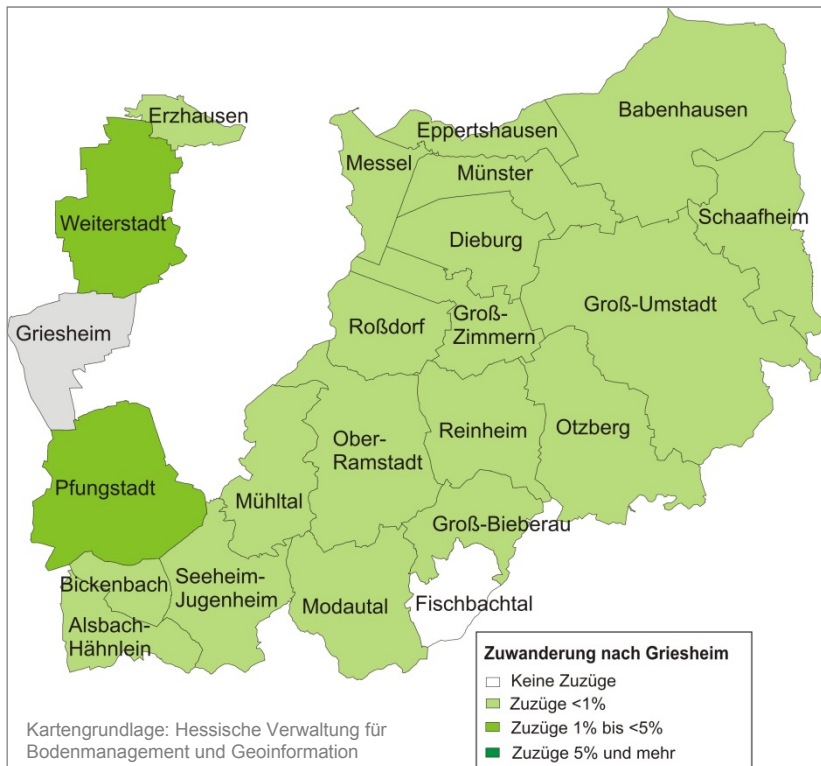 Erzhausen
Babenhausen
Eppertshausen
Messel
Münster
Weiterstadt
Schaafheim
Dieburg
Groß-Umstadt
Griesheim
Roßdorf
Groß-
Zimmern
Ober-
Ramstadt
Reinheim
Otzberg
Pfungstadt
Mühltal
Groß-Bieberau
Bickenbach
Seeheim-
Jugenheim
Modautal
Fischbachtal
Alsbach-
Hähnlein
Zuwanderung nach Griesheim
Keine Zuzüge
Zuzüge <1%
Zuzüge 1% bis <5%
Zuzüge 5% und mehr
Kartengrundlage: Hessische Verwaltung für
Bodenmanagement und Geoinformation